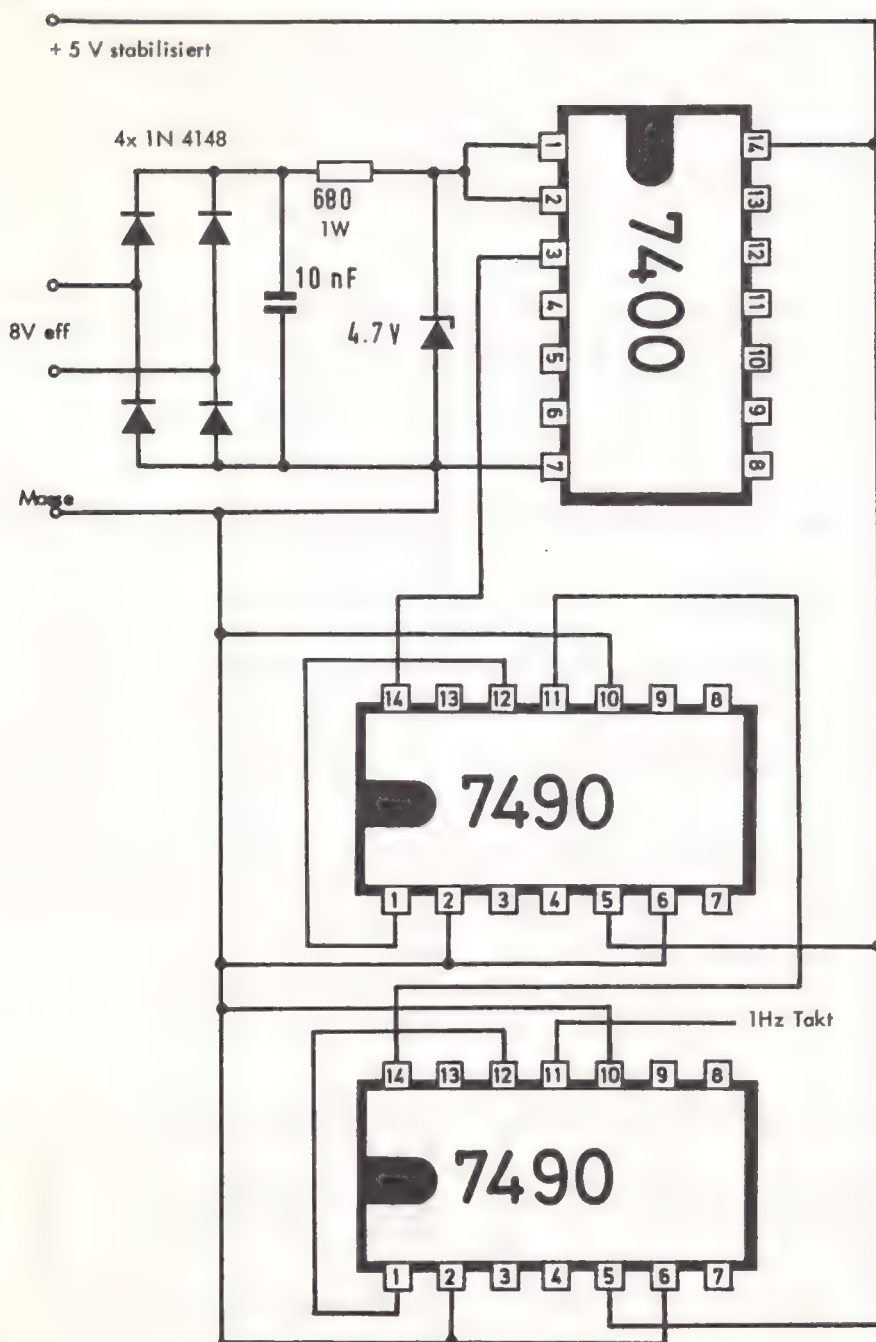 + 5 V stabilisiert
4x 1N 4148
680
1W
10 nF
4.7 V
8V eff
Masse
1
2
3
4
5
6
7
7400
14
13
12
11
10
9
8
14 13 12 11 10 9 8
7490
1 2 3 4 5 6 7
1Hz Takt
14 13 12 11 10 9 8
7490
1 2 3 4 5 6 7